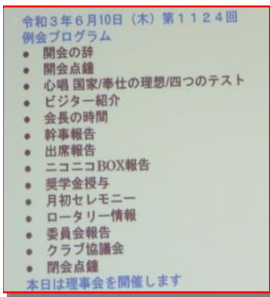 令和３年６月10日（木）第１１２４回
例会プログラム
● 開会の辞
● 開会点鐘
● 心唱 国家/奉仕の理想/四つのテスト
● ビジター紹介
● 会長の時間
● 幹事報告
● 出席報告
● ニコニコBOX報告
● 奨学金授与
● 月初セレモニー
● ロータリー情報
● 委員会報告
● クラブ協議会
● 閉会点鐘
本日は理事会を開催します